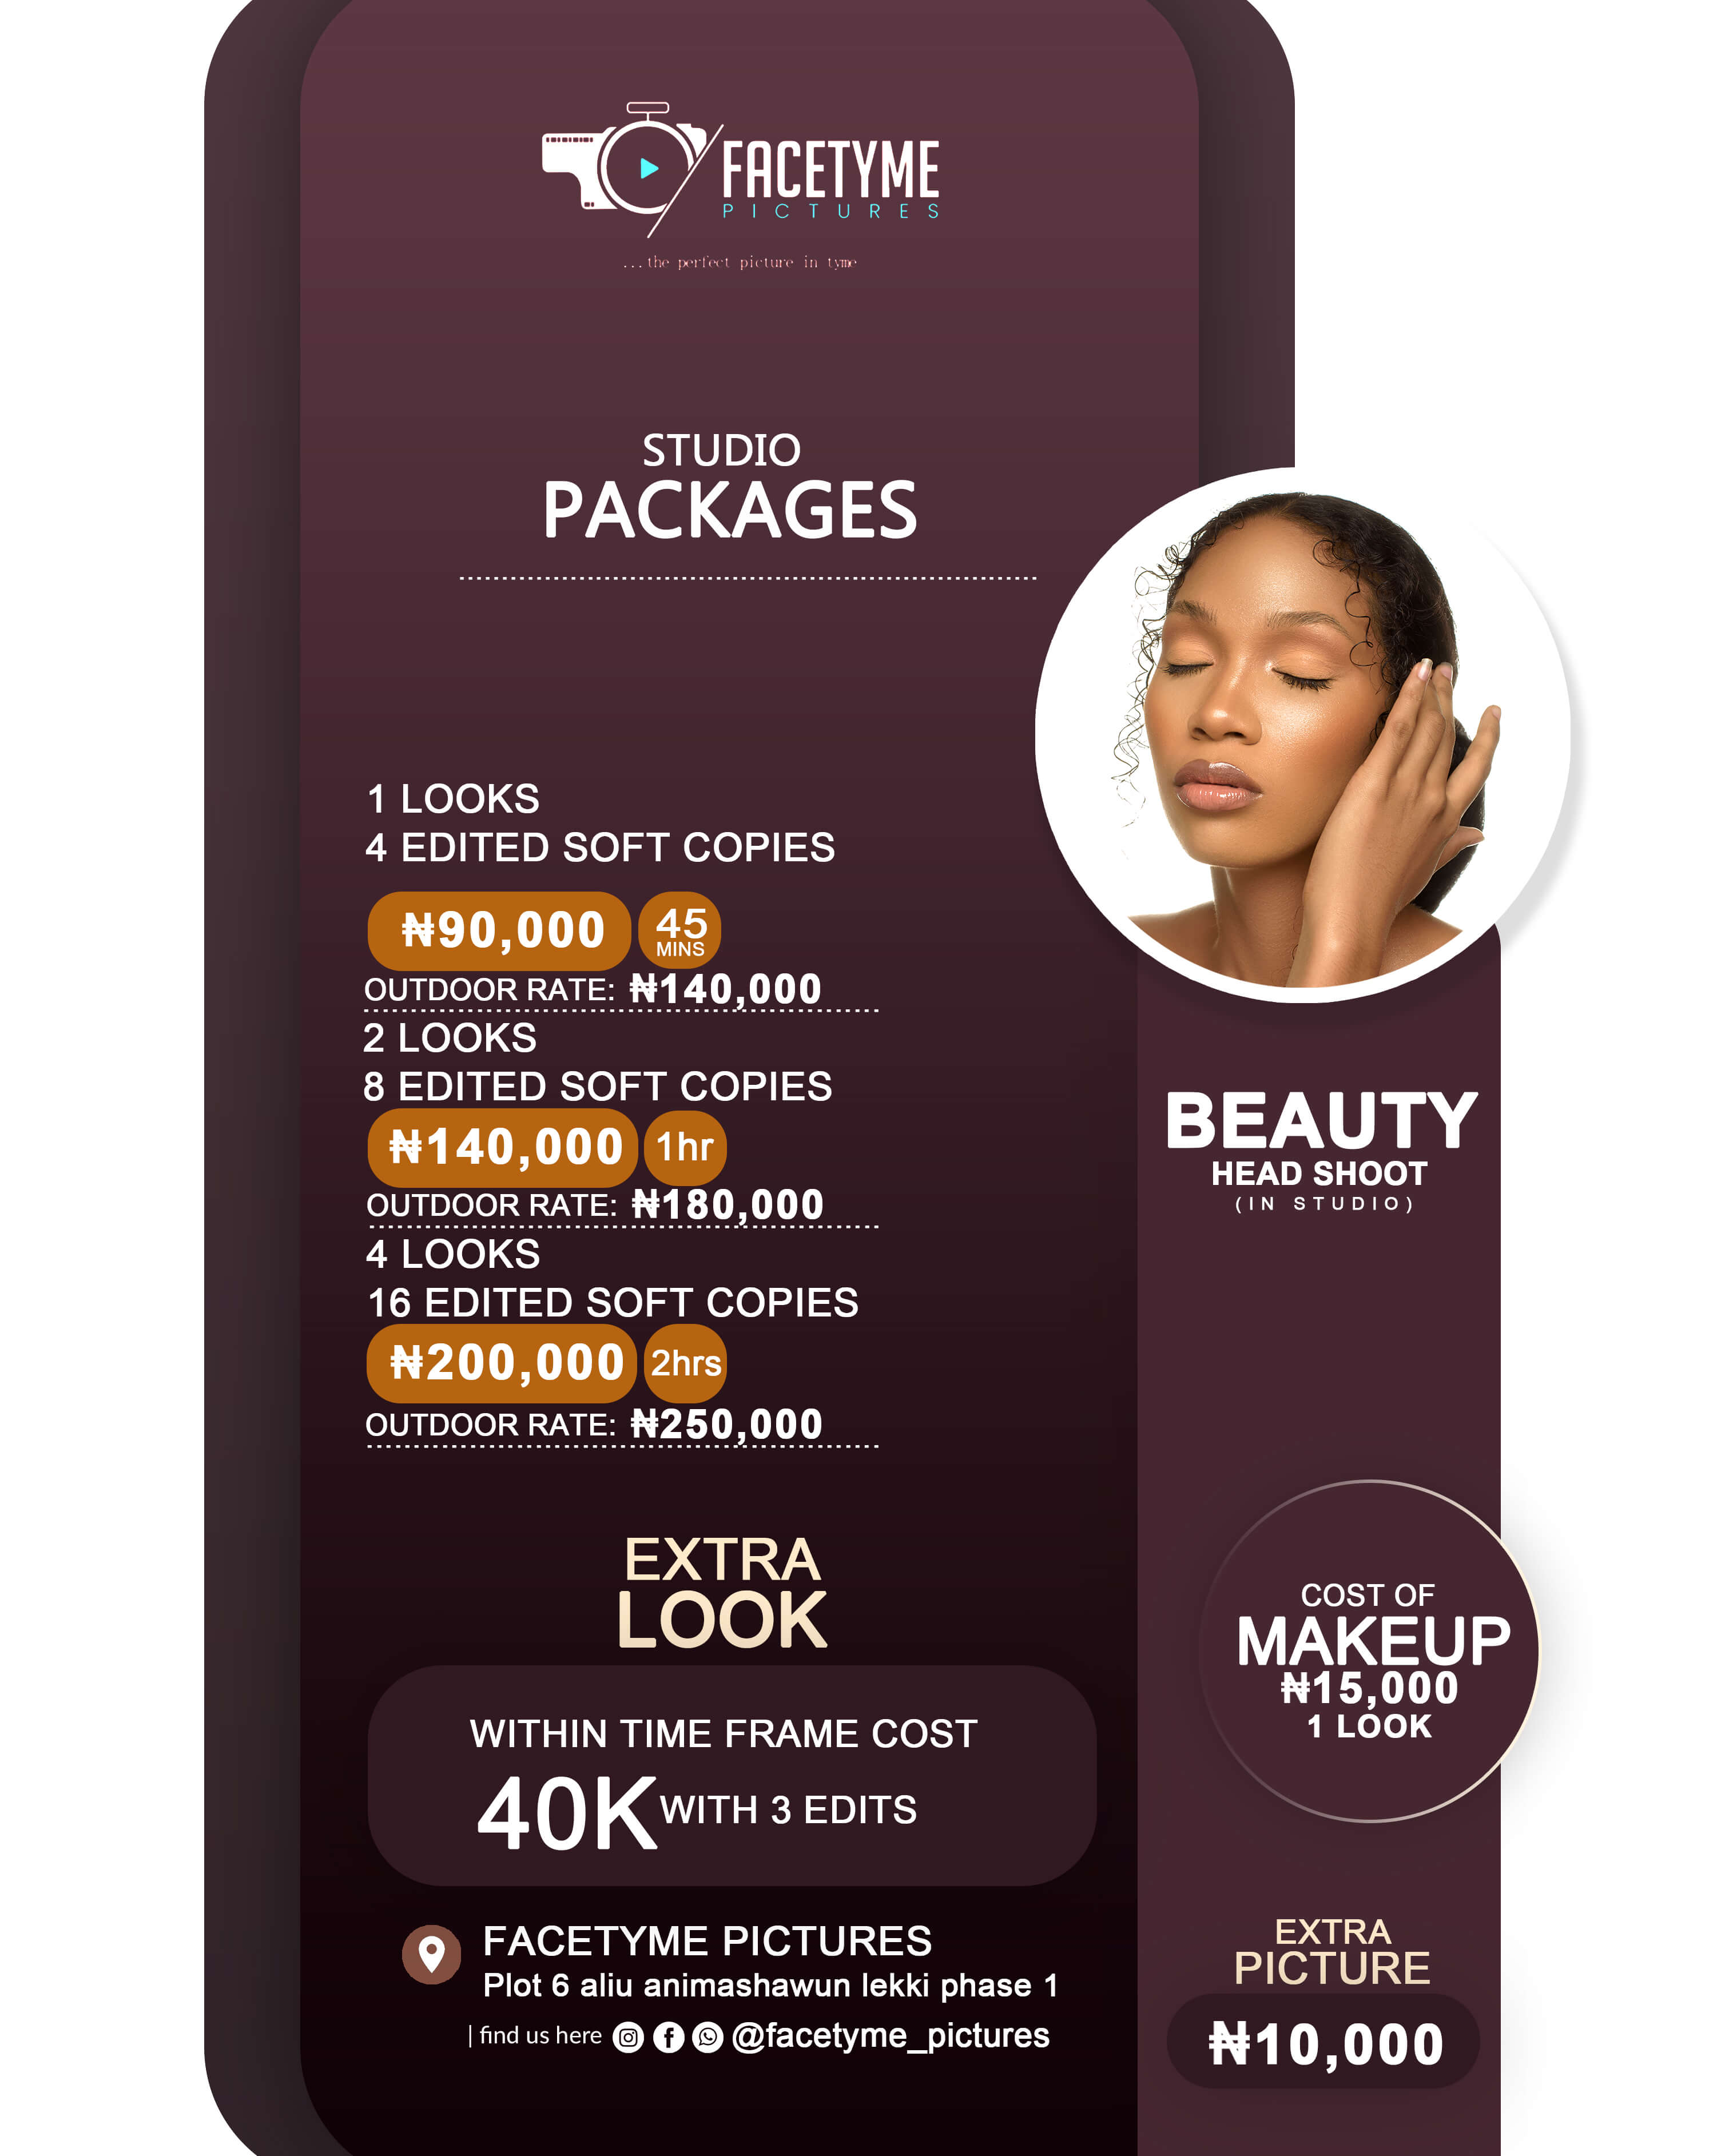 FACETYME
PICTURES
...the perfect picture in tyme
STUDIO
PACKAGES
1 LOOKS
4 EDITED SOFT COPIES
₦90,000 45 MINS
OUTDOOR RATE: ₦140,000
2 LOOKS
8 EDITED SOFT COPIES
₦140,000 1hr
OUTDOOR RATE: ₦180,000
4 LOOKS
16 EDITED SOFT COPIES
₦200,000 2hrs
OUTDOOR RATE: ₦250,000
BEAUTY
HEAD SHOOT
(IN STUDIO)
EXTRA
LOOK
WITHIN TIME FRAME COST
40K WITH 3 EDITS
COST OF
MAKEUP
₦15,000
1 LOOK
EXTRA
PICTURE
₦10,000
FACETYME PICTURES
Plot 6 aliu animashawun lekki phase 1
| find us here @facetyme_pictures